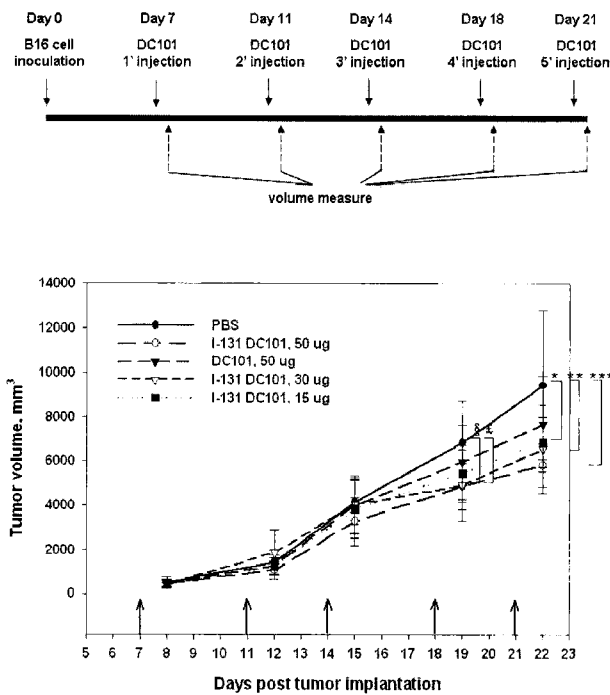 Day 0 Day 7 Day 11 Day 14 Day 18 Day 21
B16 cell DC101 DC101 DC101 DC101 DC101
inoculation 1' injection 2' injection 3' injection 4' injection 5' injection
volume measure
14000
12000
10000
8000
6000
4000
2000
0
Tumor volume. mm³
PBS
I-131 DC101, 50 ug
DC101, 50 ug
I-131 DC101, 30 ug
I-131 DC101, 15 ug
* ** ***
5 6 7 8 9 10 11 12 13 14 15 16 17 18 19 20 21 22 23
Days post tumor implantation